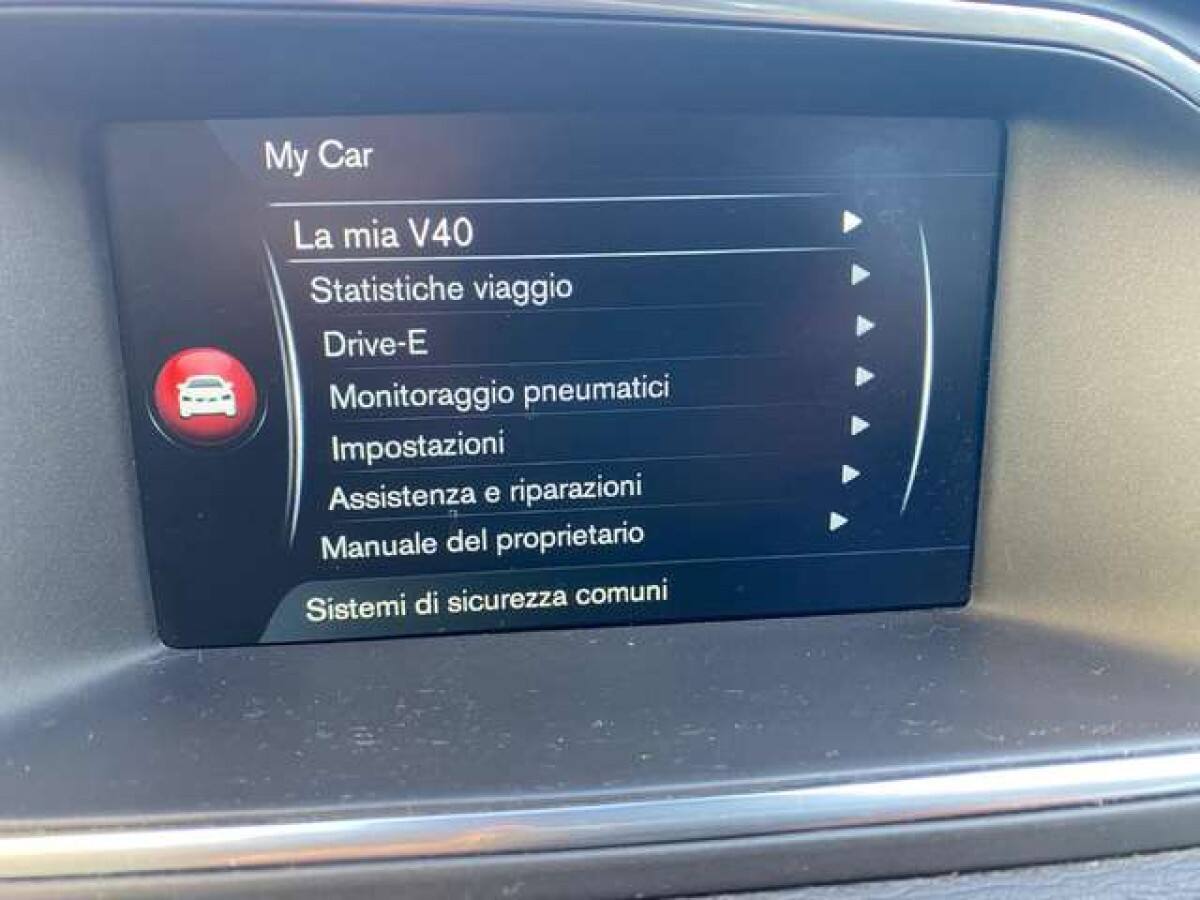 My Car
La mia V40
Statistiche viaggio
Drive-E
Monitoraggio pneumatici
Impostazioni
Assistenza e riparazioni
Manuale del proprietario
Sistemi di sicurezza comuni